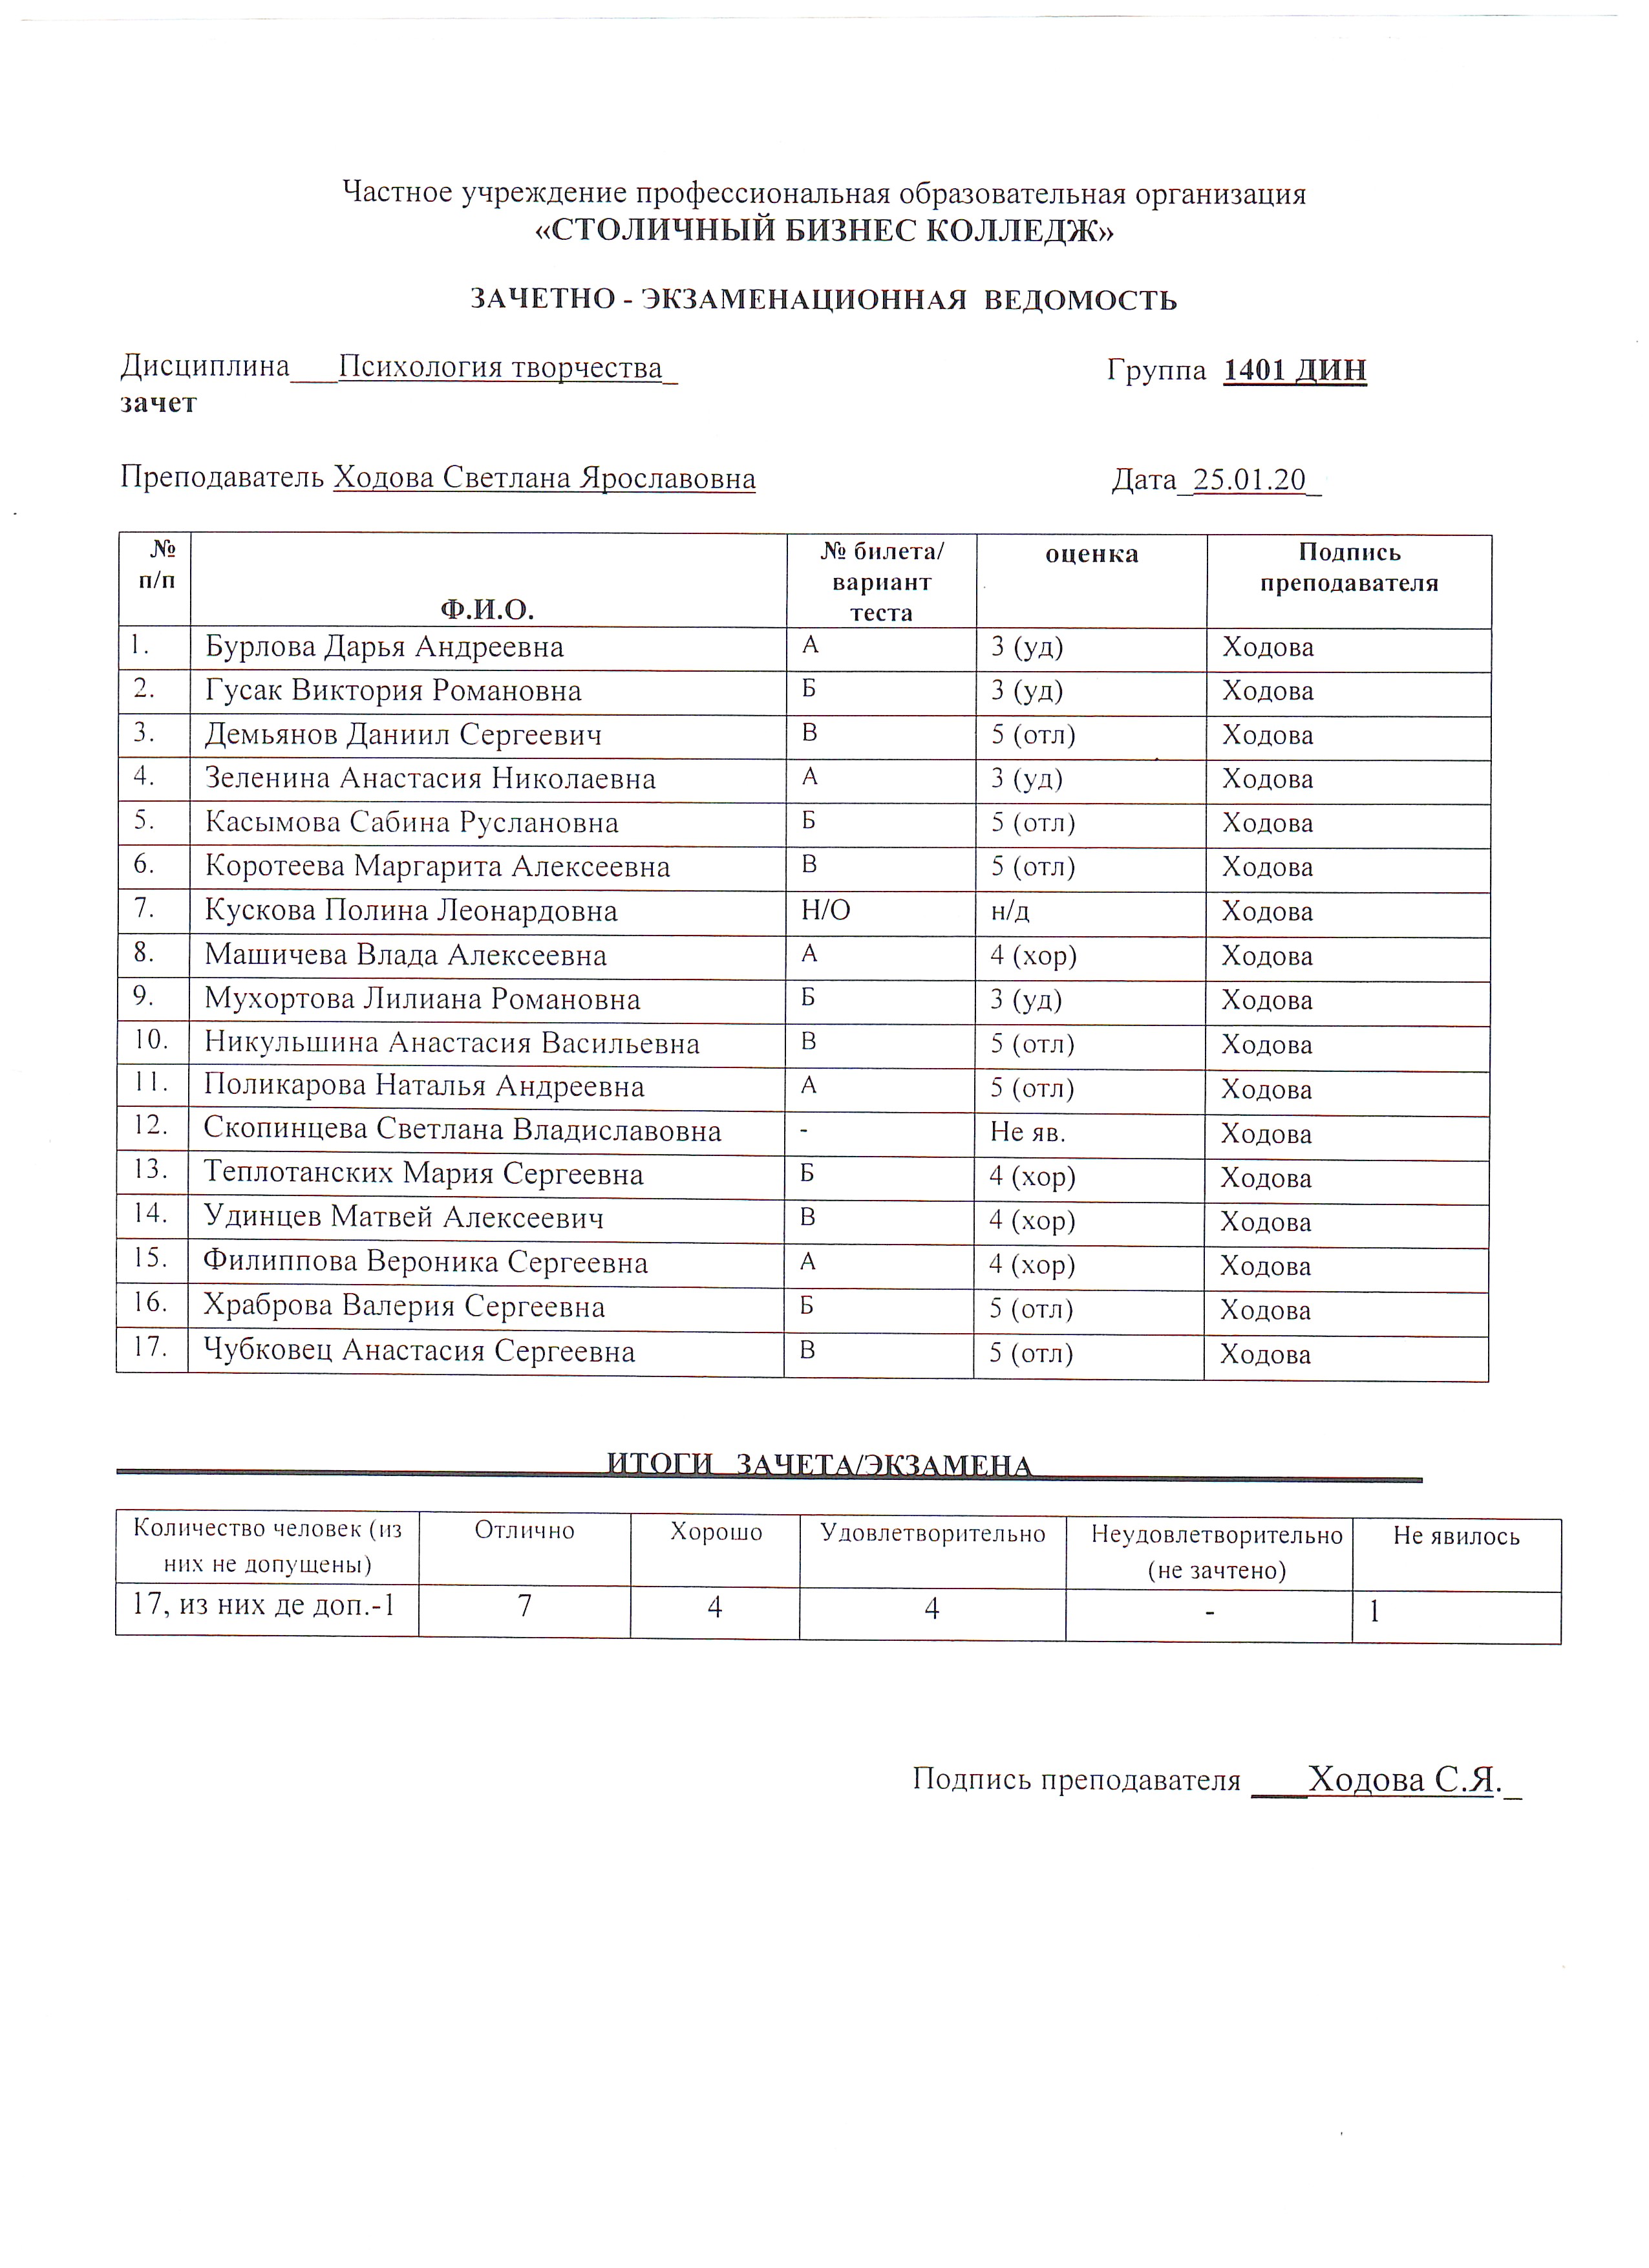 Частное учреждение профессиональная образовательная организация
«СТОЛИЧНЫЙ БИЗНЕС КОЛЛЕДЖ»
ЗАЧЕТНО - ЭКЗАМЕНАЦИОННАЯ ВЕДОМОСТЬ
Дисциплина___Психология творчества_ Группа 1401 ДИН
зачет
Преподаватель Ходова Светлана Ярославовна Дата_25.01.20_
№ п/п Ф.И.О. № билета/ вариант теста оценка Подпись преподавателя
1. Бурлова Дарья Андреевна А 3 (уд) Ходова
2. Гусак Виктория Романовна Б 3 (уд) Ходова
3. Демьянов Даниил Сергеевич В 5 (отл) Ходова
4. Зеленина Анастасия Николаевна А 3 (уд) Ходова
5. Касымова Сабина Руслановна Б 5 (отл) Ходова
6. Коротеева Маргарита Алексеевна В 5 (отл) Ходова
7. Кускова Полина Леонардовна Н/О н/д Ходова
8. Машичева Влада Алексеевна А 4 (хор) Ходова
9. Мухортова Лилиана Романовна Б 3 (уд) Ходова
10. Никульшина Анастасия Васильевна В 5 (отл) Ходова
11. Поликарова Наталья Андреевна А 5 (отл) Ходова
12. Скопинцева Светлана Владиславовна - Не яв. Ходова
13. Теплотанских Мария Сергеевна Б 4 (хор) Ходова
14. Удинцев Матвей Алексеевич В 4 (хор) Ходова
15. Филиппова Вероника Сергеевна А 4 (хор) Ходова
16. Храброва Валерия Сергеевна Б 5 (отл) Ходова
17. Чубковец Анастасия Сергеевна В 5 (отл) Ходова
ИТОГИ ЗАЧЕТА/ЭКЗАМЕНА
Количество человек (из них не допущены) Отлично Хорошо Удовлетворительно Неудовлетворительно (не зачтено) Не явилось
17, из них де доп.-1 7 4 4 - 1
Подпись преподавателя ___Ходова С.Я._